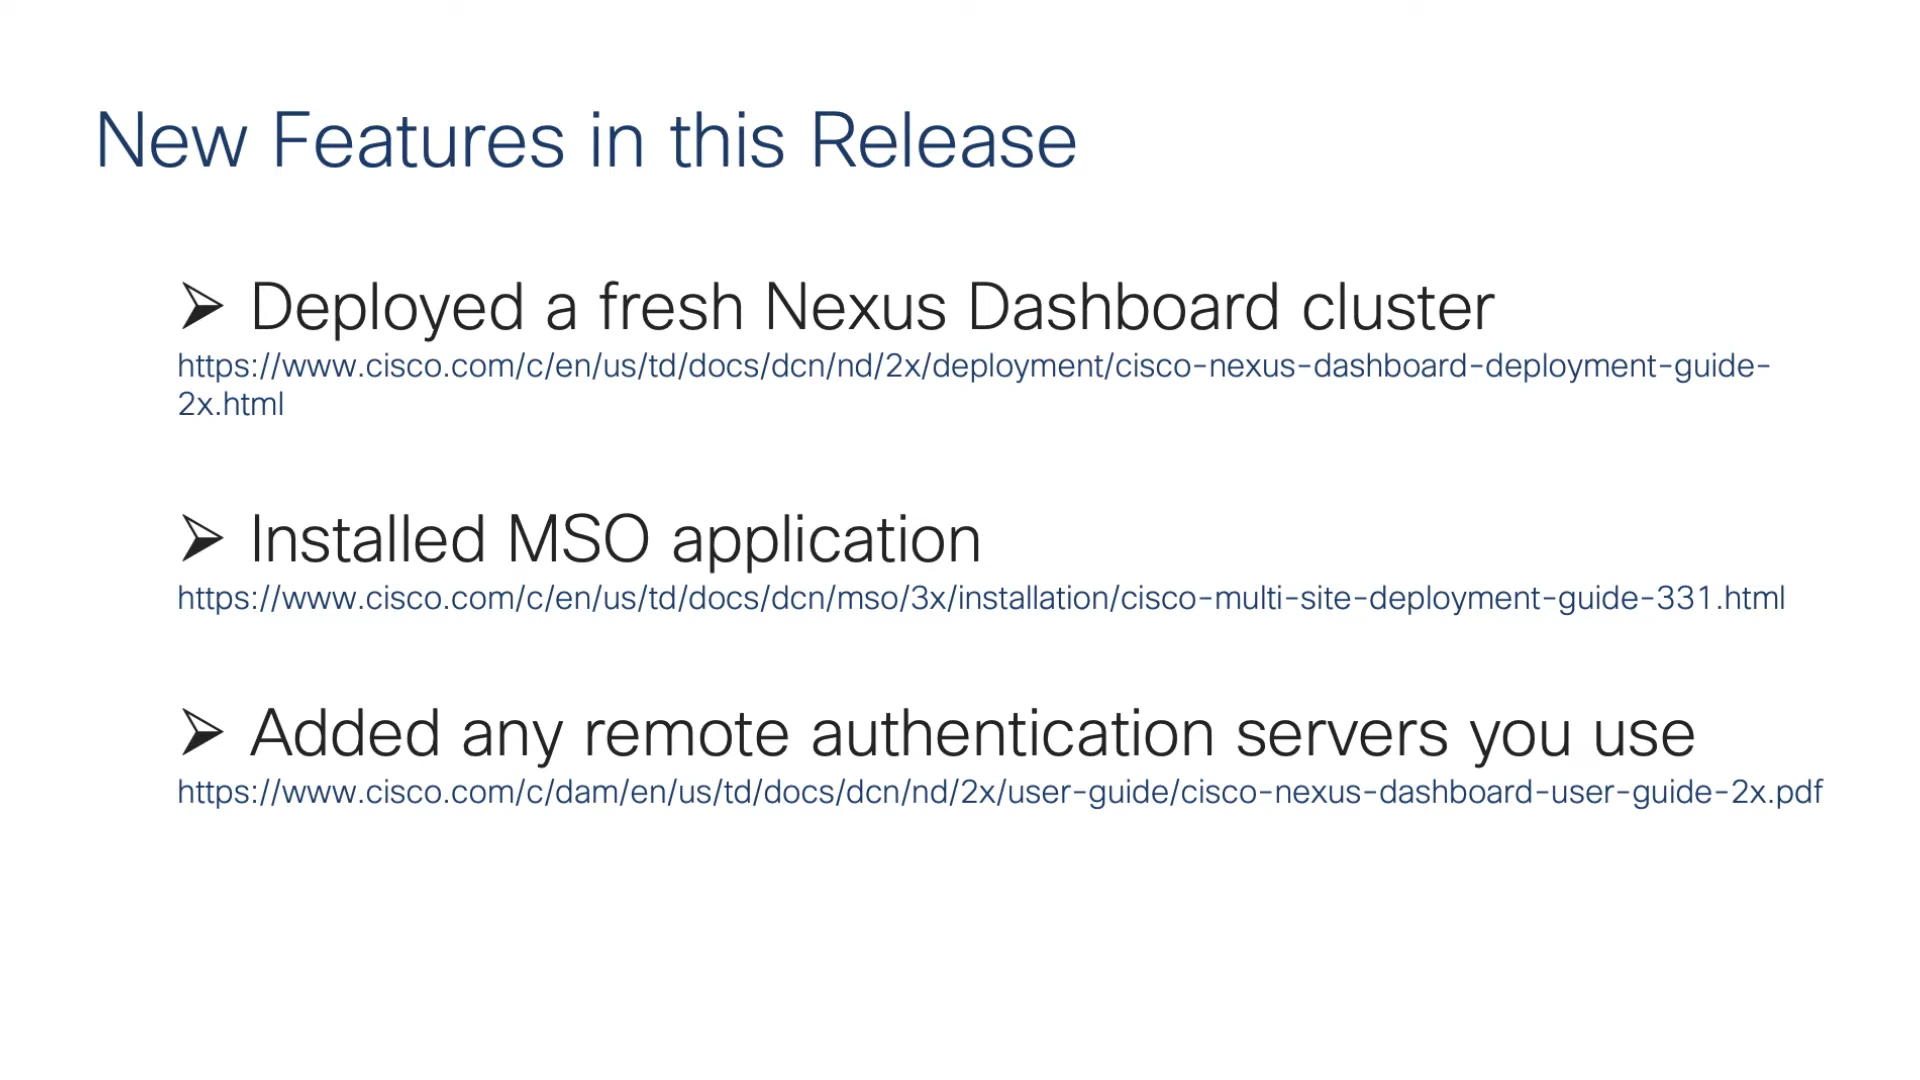 New Features in this Release
➢ Deployed a fresh Nexus Dashboard cluster
https://www.cisco.com/c/en/us/td/docs/dcn/nd/2x/deployment/cisco-nexus-dashboard-deployment-guide-
2x.html
➢ Installed MSO application
https://www.cisco.com/c/en/us/td/docs/dcn/mso/3x/installation/cisco-multi-site-deployment-guide-331.html
➢ Added any remote authentication servers you use
https://www.cisco.com/c/dam/en/us/td/docs/dcn/nd/2x/user-guide/cisco-nexus-dashboard-user-guide-2x.pdf